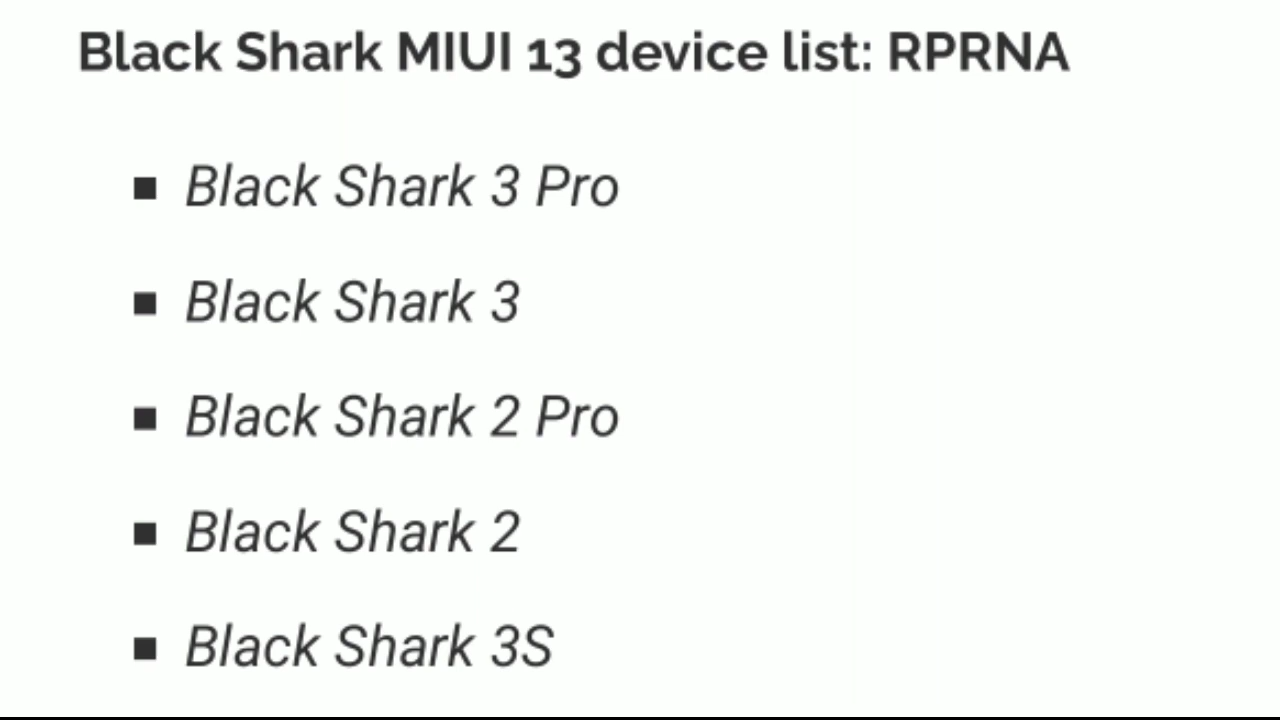 Black Shark MIUI 13 device list: RPRNA
Black Shark 3 Pro
Black Shark 3
Black Shark 2 Pro
Black Shark 2
Black Shark 3S